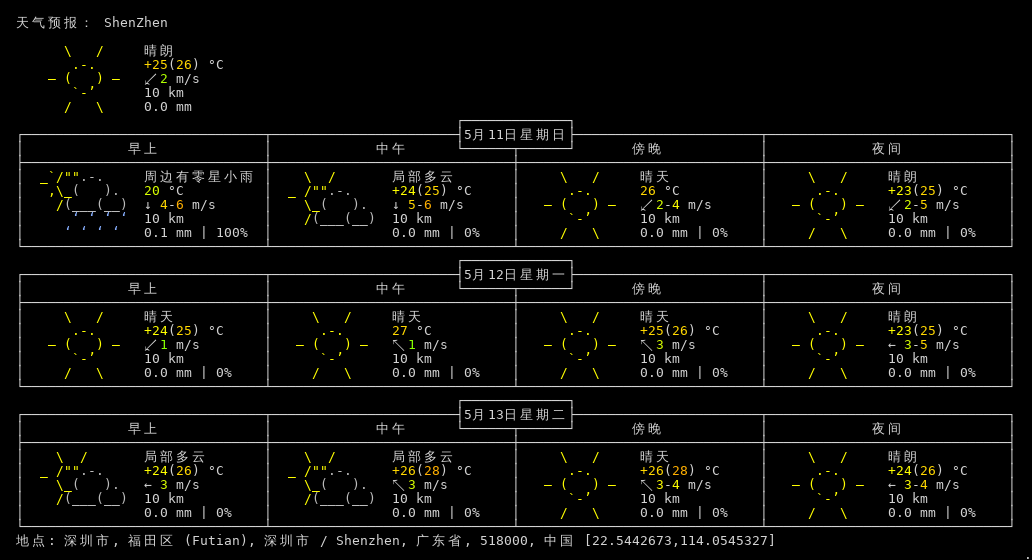 天气预报： ShenZhen
晴朗
+25(26) °C
↙2 m/s
10 km
0.0 mm
5月11日星期日
早上 中午 傍晚 夜间
周边有零星小雨 局部多云 晴天 晴朗
20 °C +24(25) °C 26 °C +23(25) °C
↓ 4-6 m/s ↓ 5-6 m/s ↙2-4 m/s ↙2-5 m/s
10 km 10 km 10 km 10 km
0.1 mm | 100% 0.0 mm | 0% 0.0 mm | 0% 0.0 mm | 0%
5月12日星期一
早上 中午 傍晚 夜间
晴天 晴天 晴天 晴朗
+24(25) °C 27 °C +25(26) °C +23(25) °C
↙1 m/s ↖1 m/s ↖3 m/s ← 3-5 m/s
10 km 10 km 10 km 10 km
0.0 mm | 0% 0.0 mm | 0% 0.0 mm | 0% 0.0 mm | 0%
5月13日星期二
早上 中午 傍晚 夜间
局部多云 局部多云 晴天 晴朗
+24(26) °C +26(28) °C +26(28) °C +24(26) °C
← 3 m/s ↖3 m/s ↖3-4 m/s ← 3-4 m/s
10 km 10 km 10 km 10 km
0.0 mm | 0% 0.0 mm | 0% 0.0 mm | 0% 0.0 mm | 0%
地点: 深圳市, 福田区 (Futian), 深圳市 / Shenzhen, 广东省, 518000, 中国 [22.5442673,114.0545327]